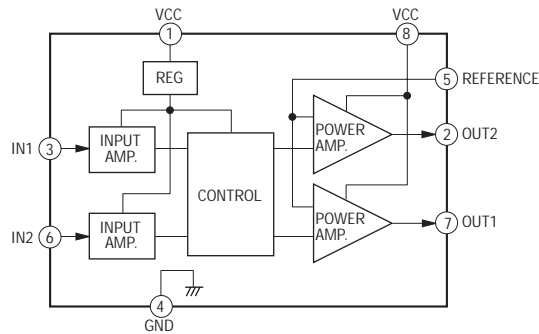 VCC
VCC
1
8
REG
5 REFERENCE
IN1 3
INPUT
AMP.
POWER
AMP.
2 OUT2
CONTROL
IN2 6
INPUT
AMP.
POWER
AMP.
7 OUT1
4
GND